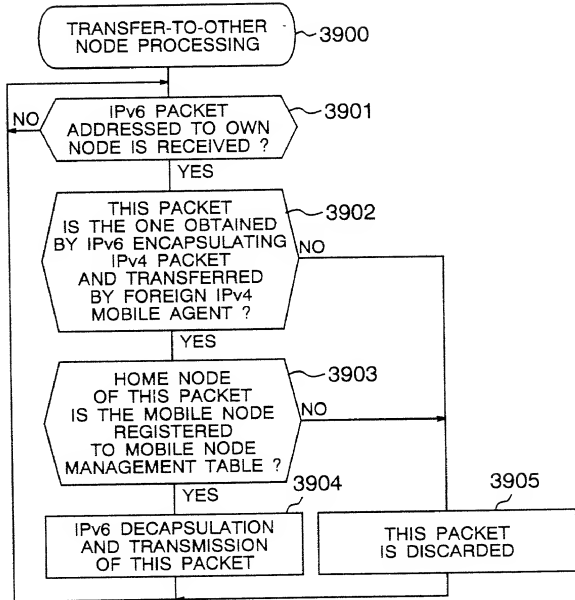 TRANSFER-TO-OTHER
NODE PROCESSING
3900
IPv6 PACKET
ADDRESSED TO OWN
NODE IS RECEIVED ?
3901
NO
YES
THIS PACKET
IS THE ONE OBTAINED
BY IPv6 ENCAPSULATING
IPv4 PACKET
AND TRANSFERRED
BY FOREIGN IPv4
MOBILE AGENT ?
3902
NO
YES
HOME NODE
OF THIS PACKET
IS THE MOBILE NODE
REGISTERED
TO MOBILE NODE
MANAGEMENT TABLE ?
3903
NO
YES
3904
IPv6 DECAPSULATION
AND TRANSMISSION
OF THIS PACKET
3905
THIS PACKET
IS DISCARDED